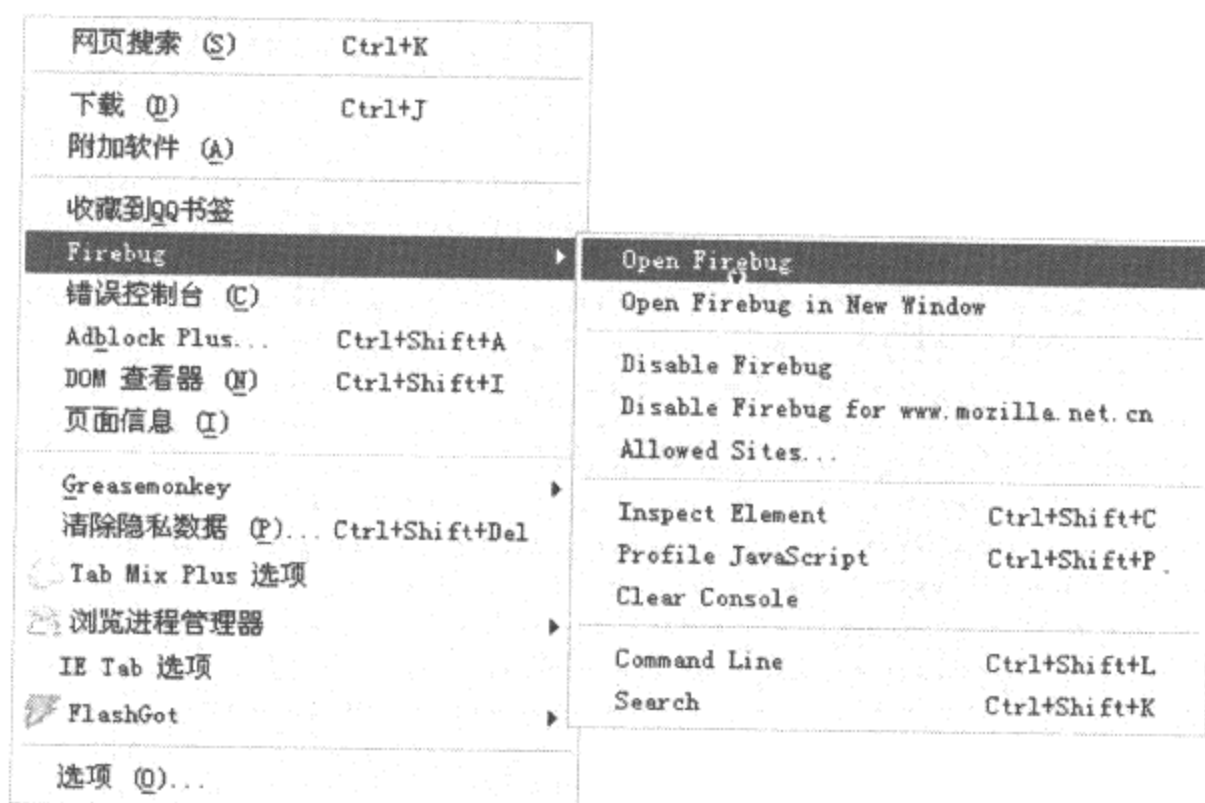 网页搜索 (S) Ctrl+K
下载 (D) Ctrl+J
附加软件 (A)
收藏到QQ书签
Firebug
错误控制台 (C)
Adblock Plus... Ctrl+Shift+A
DOM 查看器 (N) Ctrl+Shift+I
页面信息 (I)
Greasemonkey
清除隐私数据 (P)... Ctrl+Shift+Del
Tab Mix Plus 选项
浏览进程管理器
IE Tab 选项
FlashGot
选项 (O)...
Open Firebug
Open Firebug in New Window
Disable Firebug
Disable Firebug for www.mozilla.net.cn
Allowed Sites...
Inspect Element Ctrl+Shift+C
Profile JavaScript Ctrl+Shift+P
Clear Console
Command Line Ctrl+Shift+L
Search Ctrl+Shift+K